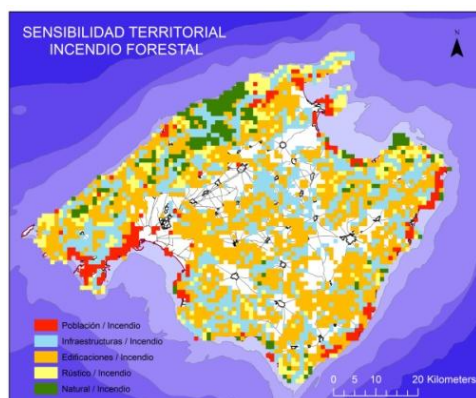 SENSIBILIDAD TERRITORIAL
INCENDIO FORESTAL
N
Población / Incendio
Infraestructuras / Incendio
Edificaciones / Incendio
Rústico / Incendio
Natural / Incendio
0 5 10 20 Kilometers